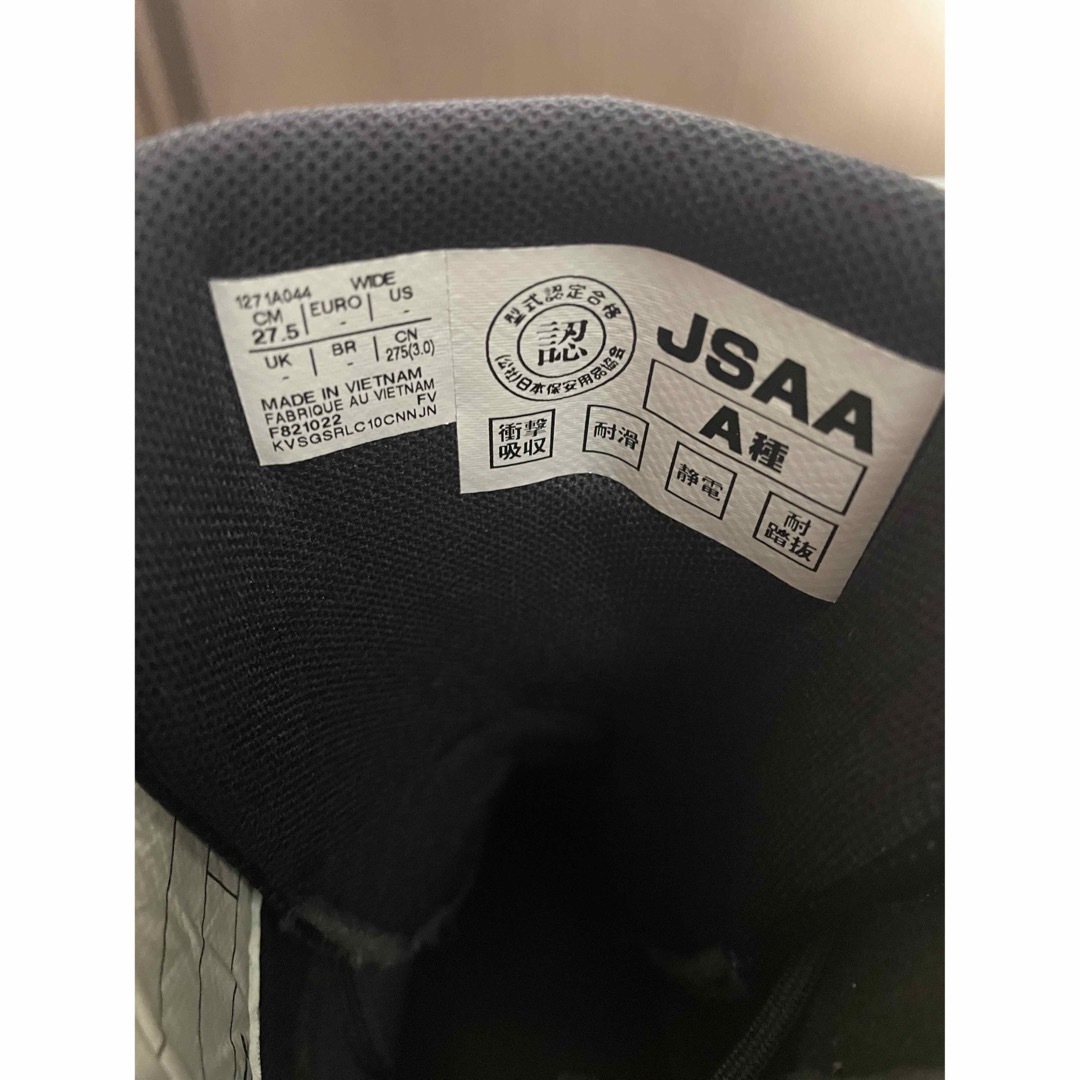 1271A044 WIDE
CM EURO US
27.5 - -
UK BR CN
- - 275(3.0)
MADE IN VIETNAM
FABRIQUE AU VIETNAM
F821022 FV
KVSGSRLC10CNNJN
型式認定合格
認
(公社)日本保安用品協会
JSAA
A種
衝撃
吸収
耐滑
静電
耐
踏抜